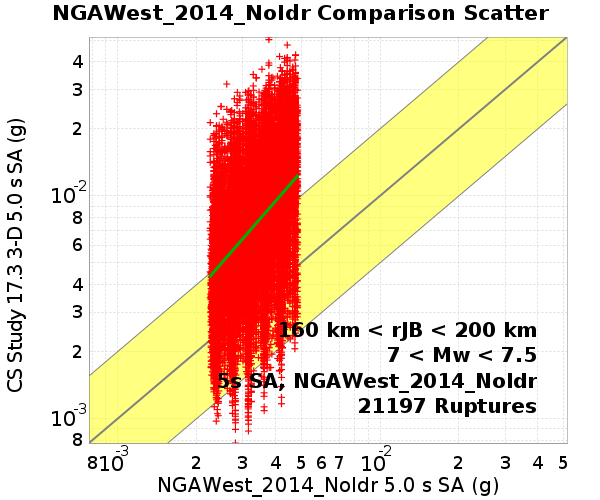 NGAWest_2014_NoIdr Comparison Scatter
CS Study 17.3 3-D 5.0 s SA (g)
4
3
2
10-2
8
6
4
3
2
10-3
8
160 km < rJB < 200 km
7 < Mw < 7.5
5s SA, NGAWest_2014_NoIdr
21197 Ruptures
8 10-3 2 3 4 5 6 7 10-2 2 3 4 5
NGAWest_2014_NoIdr 5.0 s SA (g)